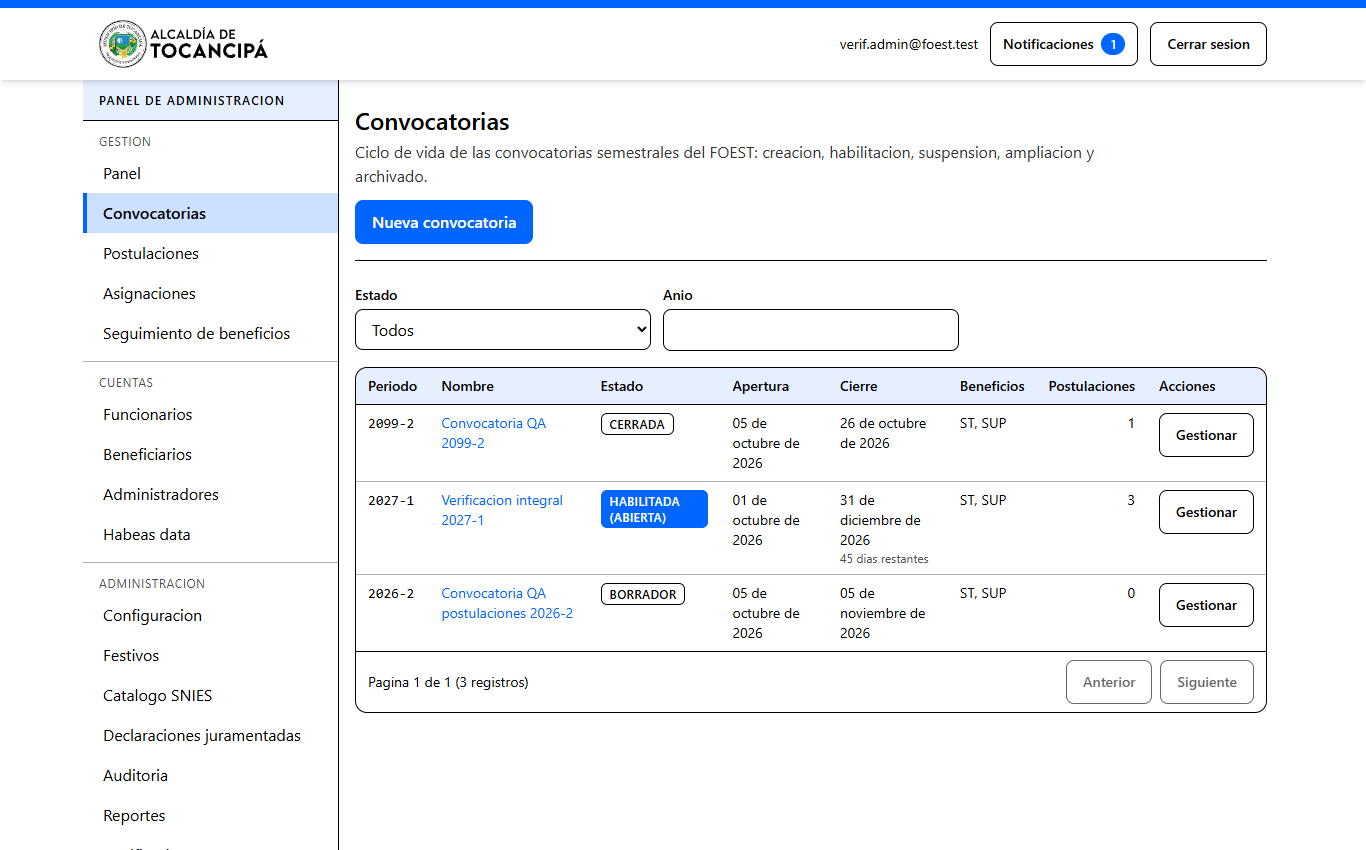 ALCALDÍA DE
TOCANCIPÁ
verif.admin@foest.test
Notificaciones 1
Cerrar sesion
PANEL DE ADMINISTRACION
GESTION
Panel
Convocatorias
Postulaciones
Asignaciones
Seguimiento de beneficios
CUENTAS
Funcionarios
Beneficiarios
Administradores
Habeas data
ADMINISTRACION
Configuracion
Festivos
Catalogo SNIES
Declaraciones juramentadas
Auditoria
Reportes
Convocatorias
Ciclo de vida de las convocatorias semestrales del FOEST: creacion, habilitacion, suspension, ampliacion y
archivado.
Nueva convocatoria
Estado
Todos
Anio
Periodo Nombre Estado Apertura Cierre Beneficios Postulaciones Acciones
2099-2
Convocatoria QA
2099-2
CERRADA
05 de
octubre de
2026
26 de octubre
de 2026
ST, SUP
1
Gestionar
2027-1
Verificacion integral
2027-1
HABILITADA
(ABIERTA)
01 de
octubre de
2026
31 de
diciembre de
2026
45 dias restantes
ST, SUP
3
Gestionar
2026-2
Convocatoria QA
postulaciones 2026-2
BORRADOR
05 de
octubre de
2026
05 de
noviembre de
2026
ST, SUP
0
Gestionar
Pagina 1 de 1 (3 registros)
Anterior
Siguiente